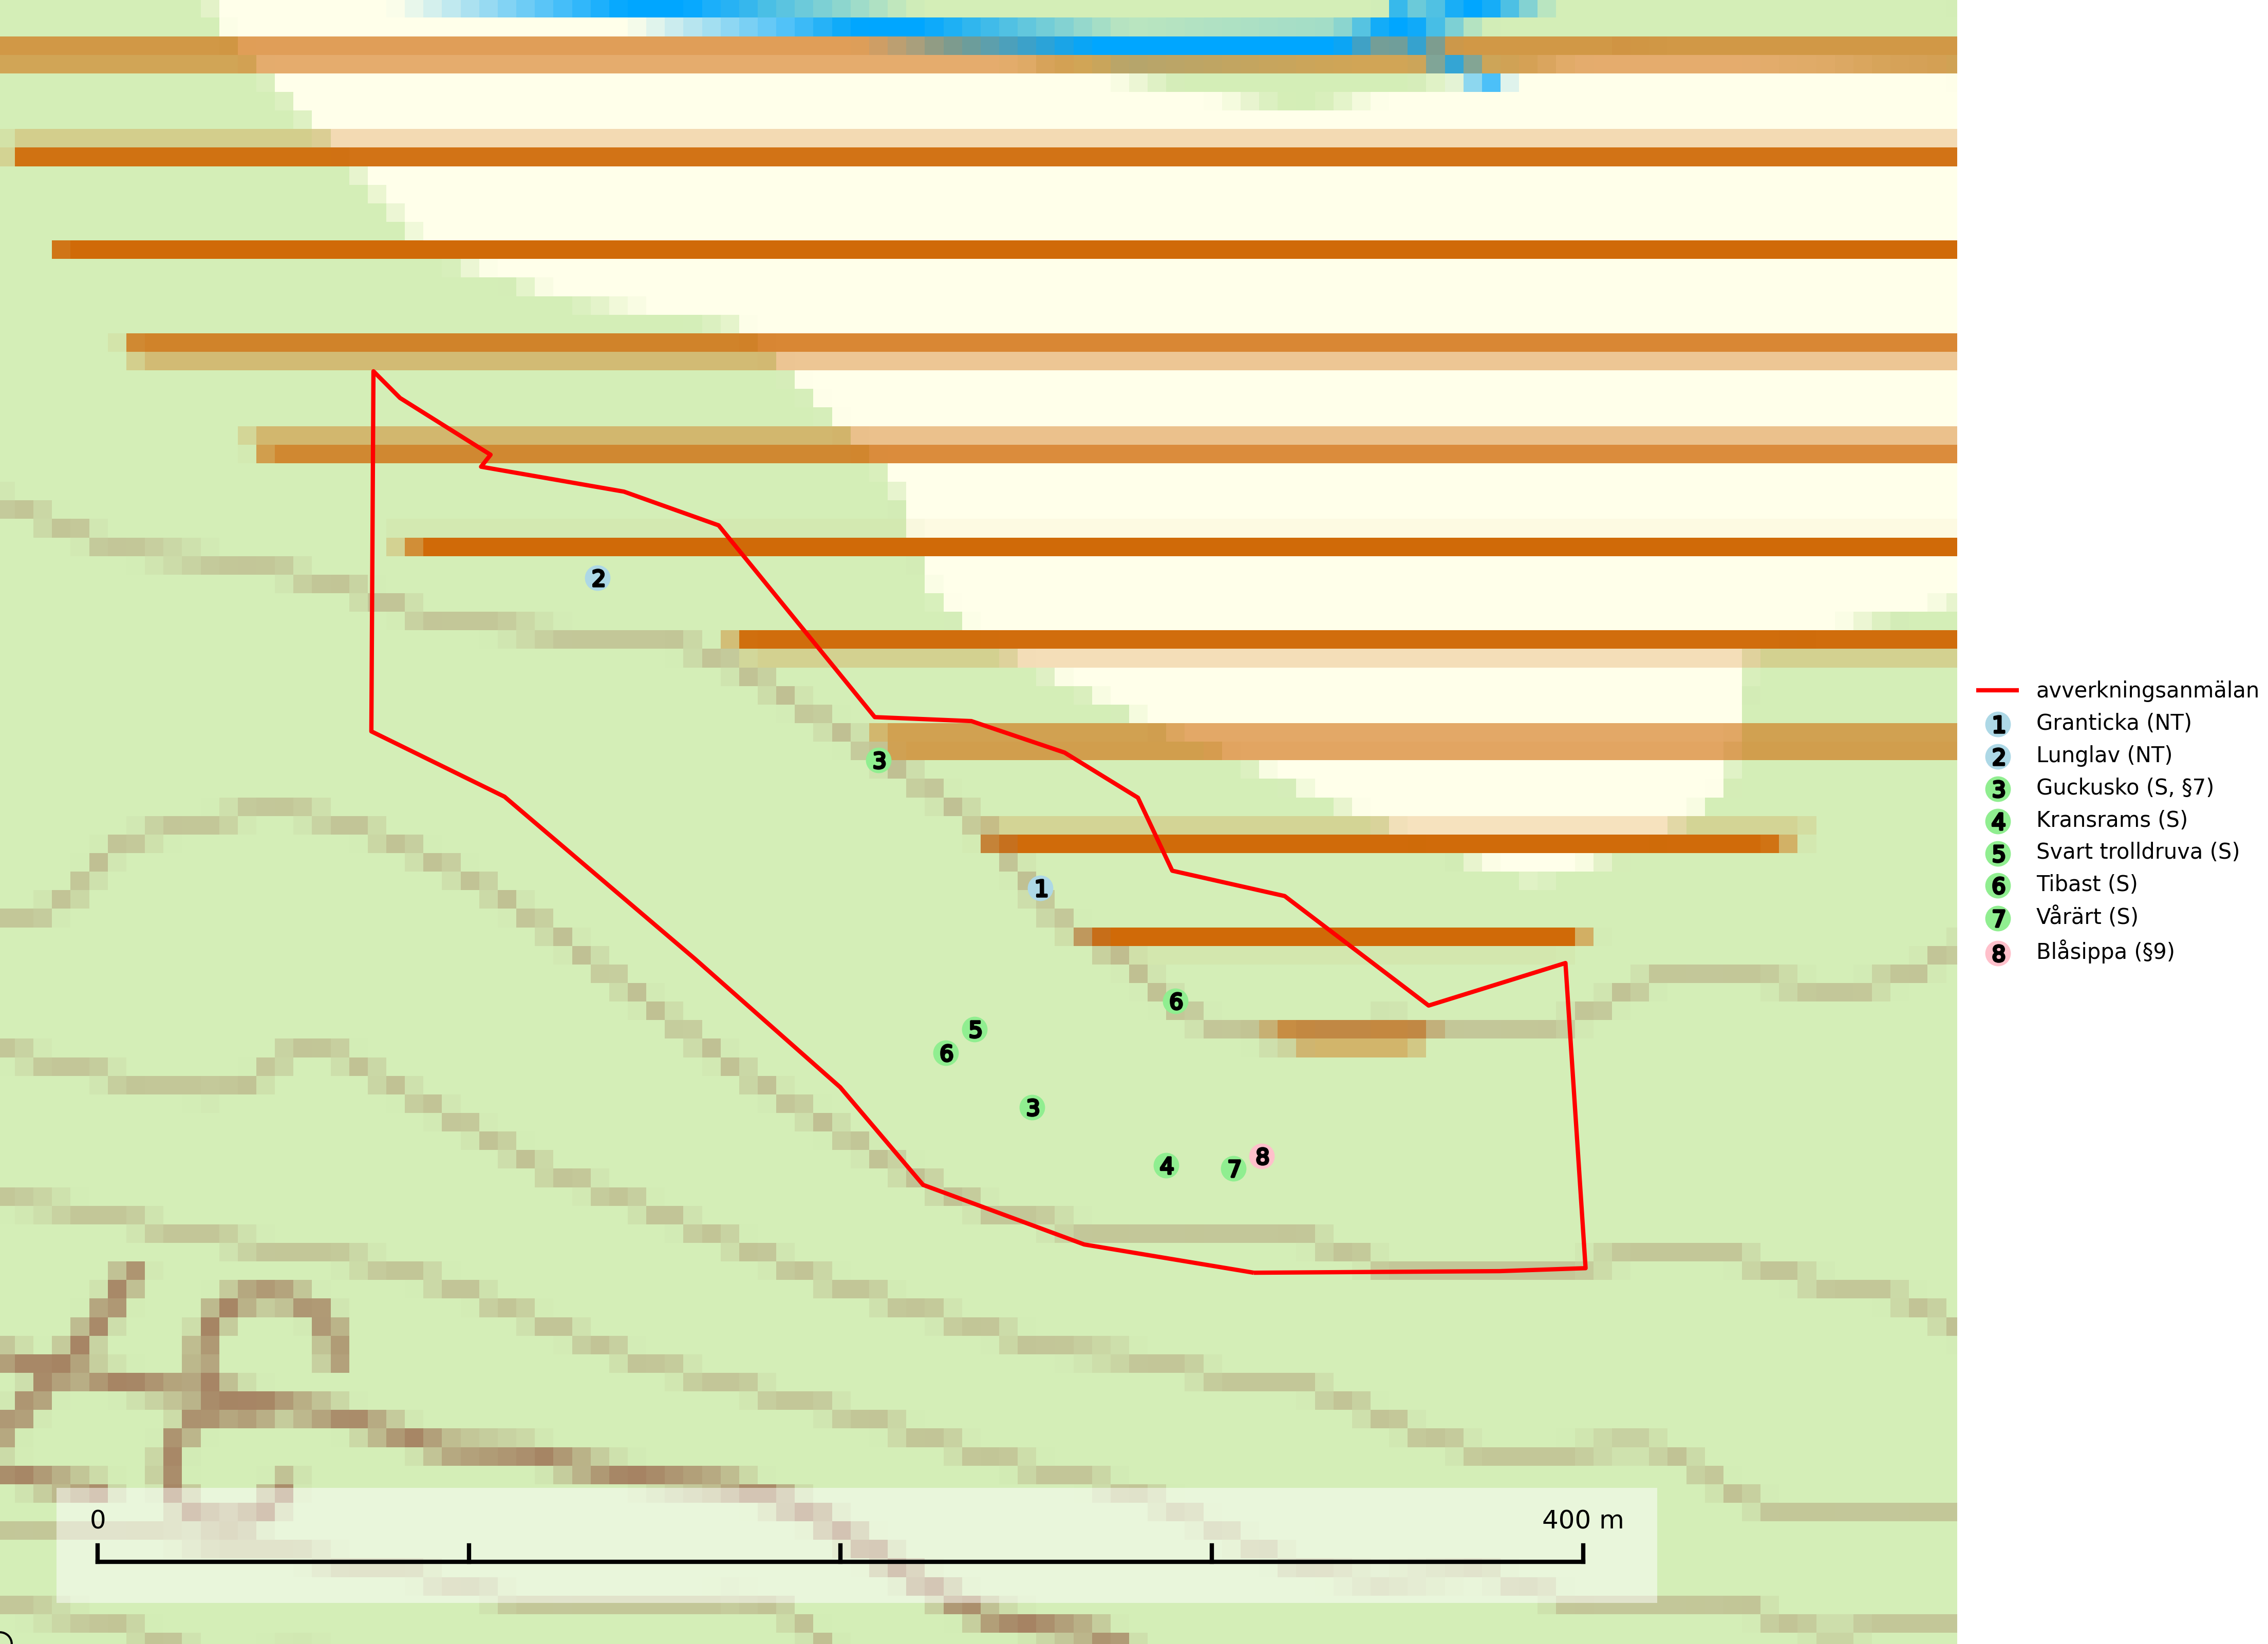 2
3
1
6
5
6
3
8
4
7
avverkningsanmälan
1 Granticka (NT)
2 Lunglav (NT)
3 Guckusko (S, §7)
4 Kransrams (S)
5 Svart trolldruva (S)
6 Tibast (S)
7 Vårärt (S)
8 Blåsippa (§9)
0 400 m